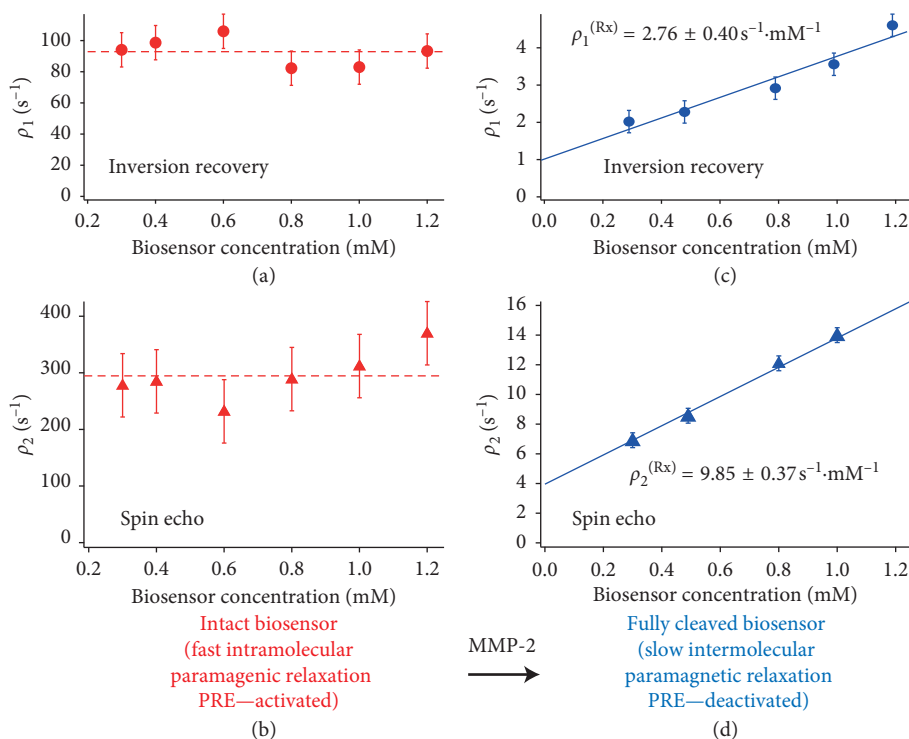 100
80
60
40
20
0
ρ1 (s−1)
Inversion recovery
0.2 0.4 0.6 0.8 1.0 1.2
Biosensor concentration (mM)
(a)
5
4
3
2
1
0
ρ1 (s−1)
ρ1(Rx) = 2.76 ± 0.40 s−1·mM−1
Inversion recovery
0.0 0.2 0.4 0.6 0.8 1.0 1.2
Biosensor concentration (mM)
(c)
400
300
200
100
0
ρ2 (s−1)
Spin echo
0.2 0.4 0.6 0.8 1.0 1.2
Biosensor concentration (mM)
Intact biosensor
(fast intramolecular
paramagenic relaxation
PRE—activated)
(b)
MMP-2
16
14
12
10
8
6
4
2
0
ρ2 (s−1)
ρ2(Rx) = 9.85 ± 0.37 s−1·mM−1
Spin echo
0.0 0.2 0.4 0.6 0.8 1.0 1.2
Biosensor concentration (mM)
Fully cleaved biosensor
(slow intermolecular
paramagnetic relaxation
PRE—deactivated)
(d)